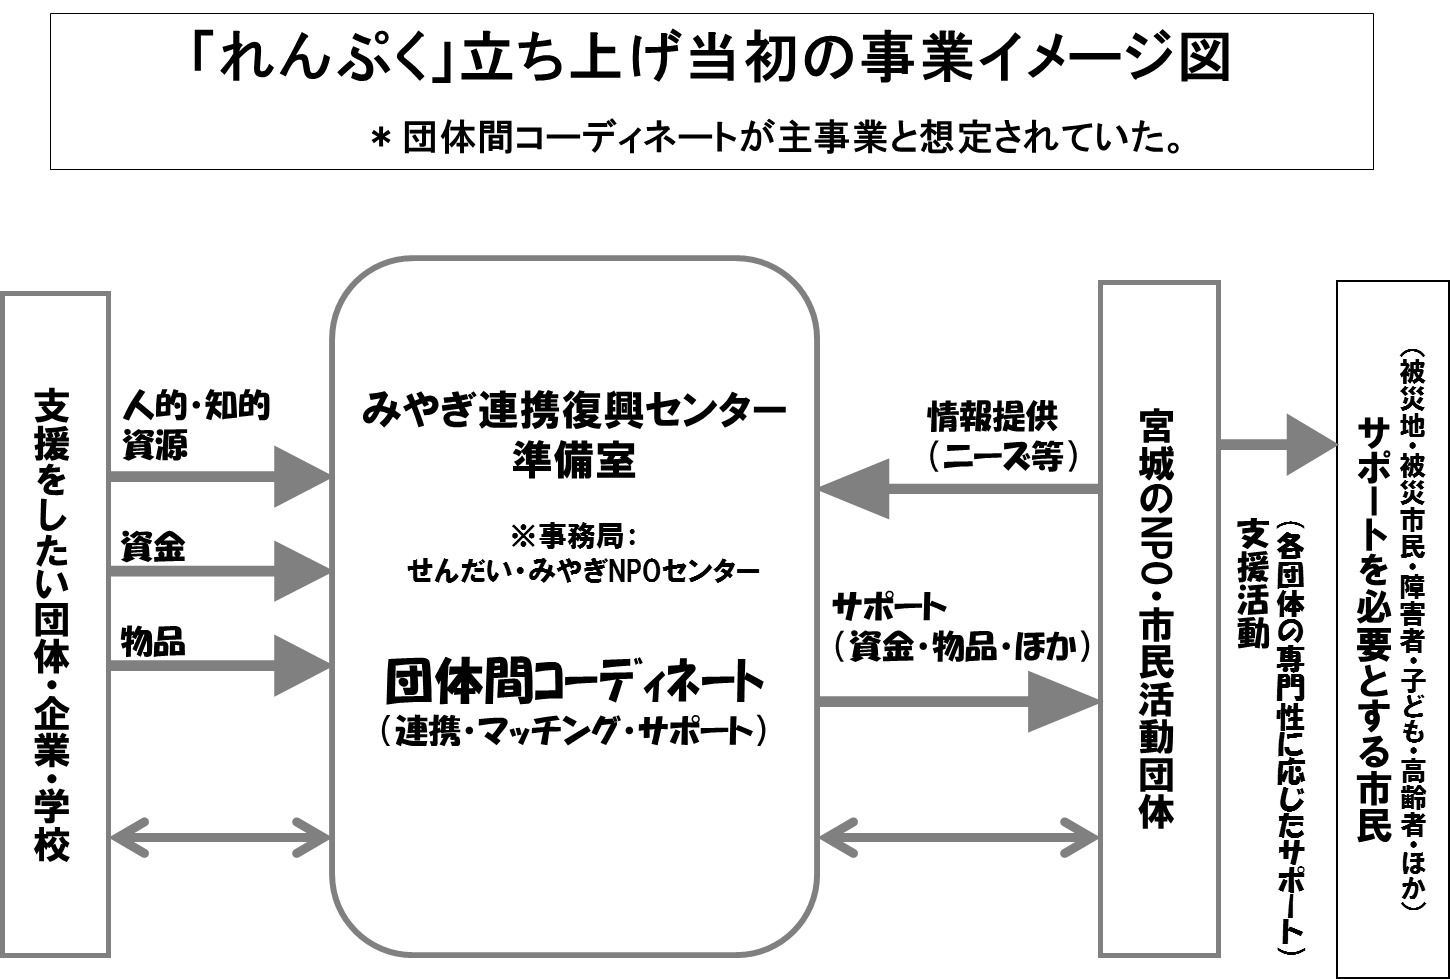 「れんぷく」立ち上げ当初の事業イメージ図
＊団体間コーディネートが主事業と想定されていた。
支援をしたい団体・企業・学校
人的・知的
資源
資金
物品
みやぎ連携復興センター
準備室
※事務局：
せんだい・みやぎNPOセンター
団体間コーディネート
（連携・マッチング・サポート）
情報提供
（ニーズ等）
サポート
（資金・物品・ほか）
宮城のNPO・市民活動団体
支援活動
（各団体の専門性に応じたサポート）
サポートを必要とする市民
（被災地・被災市民・障害者・子ども・高齢者・ほか）